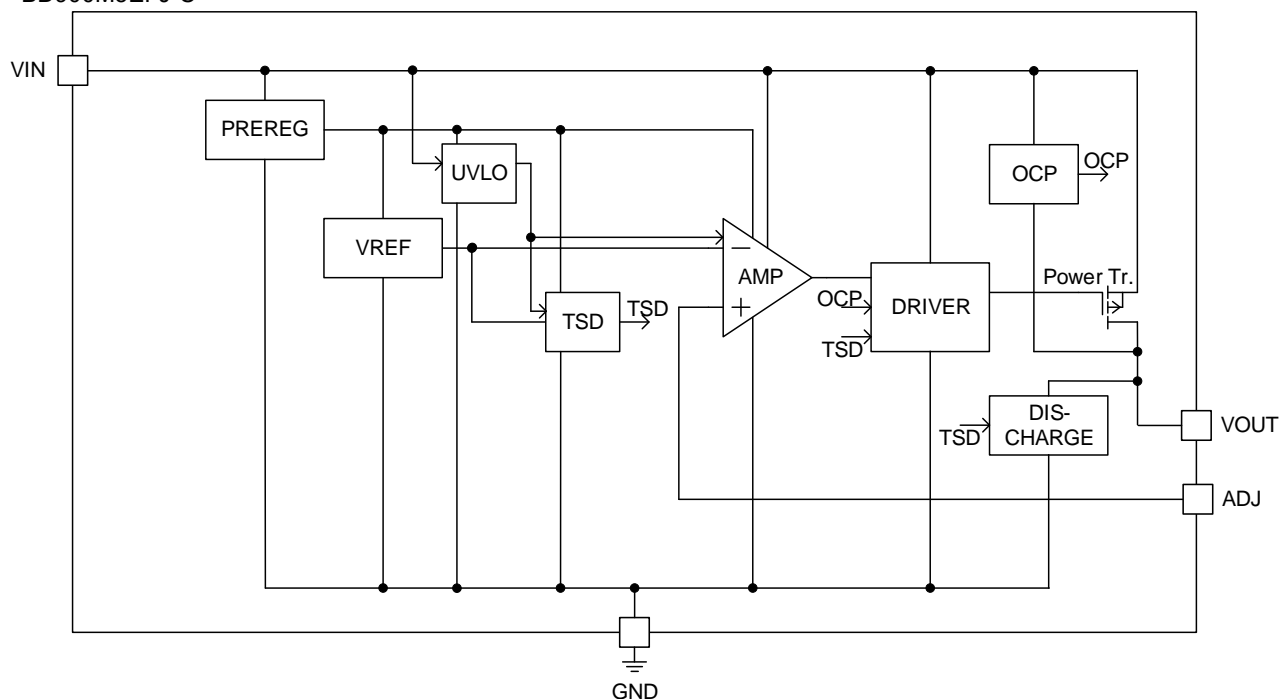 VIN
PREREG
UVLO
OCP
OCP
VREF
AMP
Power Tr.
TSD
TSD
OCP
DRIVER
TSD
DIS-
CHARGE
TSD
VOUT
ADJ
GND